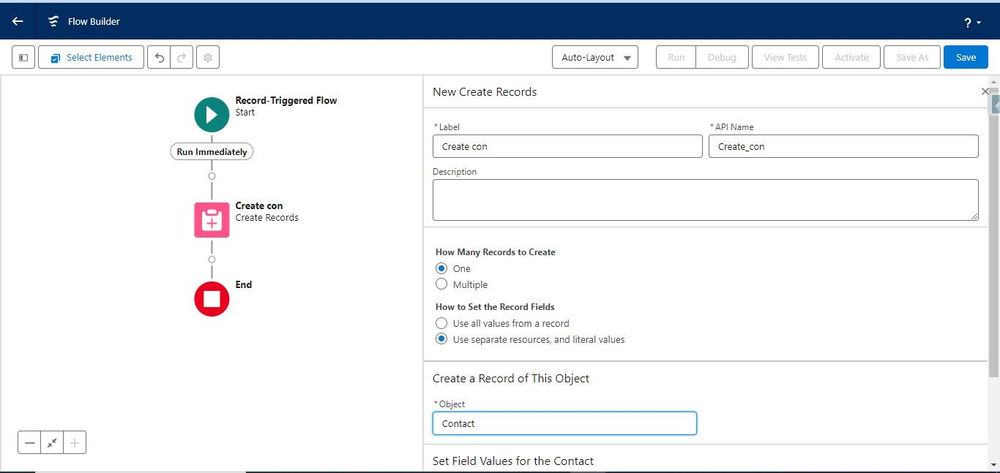 Flow Builder
?
Select Elements
Auto-Layout
Run
Debug
View Tests
Activate
Save As
Save
Record-Triggered Flow
Start
Run Immediately
Create con
Create Records
End
New Create Records
* Label
* API Name
Create con
Create_con
Description
How Many Records to Create
One
Multiple
How to Set the Record Fields
Use all values from a record
Use separate resources, and literal values
Create a Record of This Object
* Object
Contact
Set Field Values for the Contact